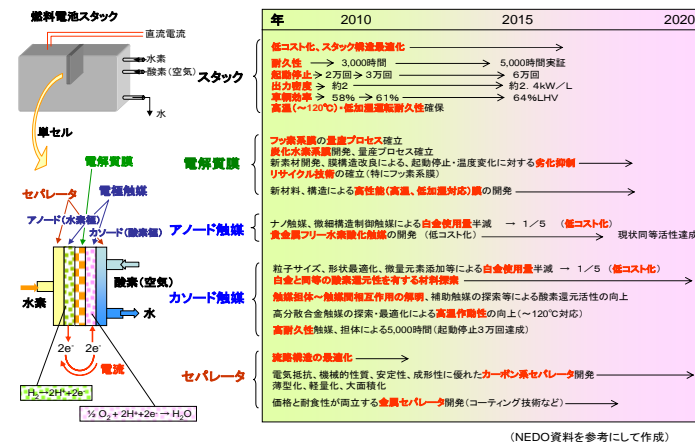 燃料電池スタック
直流電流
水素
酸素(空気)
水
単セル
電解質膜
セパレータ
電極触媒
アノード(水素極)
カソード(酸素極)
水素
酸素(空気)
水
2e⁻ 2e⁻
電流
H₂→2H⁺+2e⁻
½ O₂ + 2H⁺+2e⁻→ H₂O
年 2010 2015 2020
スタック
低コスト化、スタック構造最適化
耐久性 → 3,000時間 → 5,000時間実証
起動停止→ 2万回→ 3万回 → 6万回
出力密度→ 約2 → 約2.4kW/L
車輌効率→ 58% →61% → 64%LHV
高温(~120℃)・低加湿運転耐久性確保
電解質膜
フッ素系膜の量産プロセス確立
炭化水素系膜開発、量産プロセス確立
新素材開発、膜構造改良による、起動停止・温度変化に対する劣化抑制
リサイクル技術の確立(特にフッ素系膜)
新材料、構造による高性能(高温、低加湿対応)膜の開発
アノード触媒
ナノ触媒、微細構造制御触媒による白金使用量半減 → 1/5 (低コスト化)
貴金属フリー水素酸化触媒の開発 (低コスト化) 現状同等活性達成
カソード触媒
粒子サイズ、形状最適化、微量元素添加等による白金使用量半減 → 1/5 (低コスト化)
白金と同等の酸素還元性を有する材料探索
触媒担体~触媒間相互作用の解明、補助触媒の探索等による酸素還元活性の向上
高分散合金触媒の探索・最適化による高温作動性の向上(~120℃対応)
高耐久性触媒、担体による5,000時間(起動停止3万回達成)
セパレータ
流路構造の最適化
電気抵抗、機械的性質、安定性、成形性に優れたカーボン系セパレータ開発
薄型化、軽量化、大面積化
価格と耐食性が両立する金属セパレータ開発(コーティング技術など)
(NEDO資料を参考にして作成)